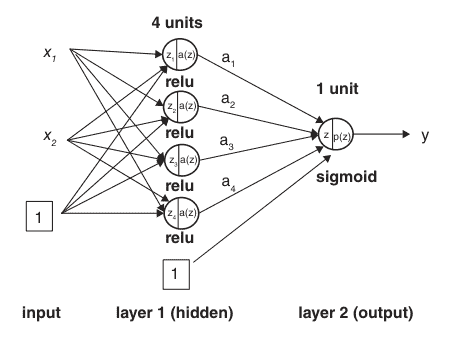 4 units
x1
z1 a(z)
a1
relu
1 unit
z2 a(z)
a2
relu
x2
z p(z)
y
a3
z3 a(z)
relu
sigmoid
a4
1
z4 a(z)
relu
1
input
layer 1 (hidden)
layer 2 (output)